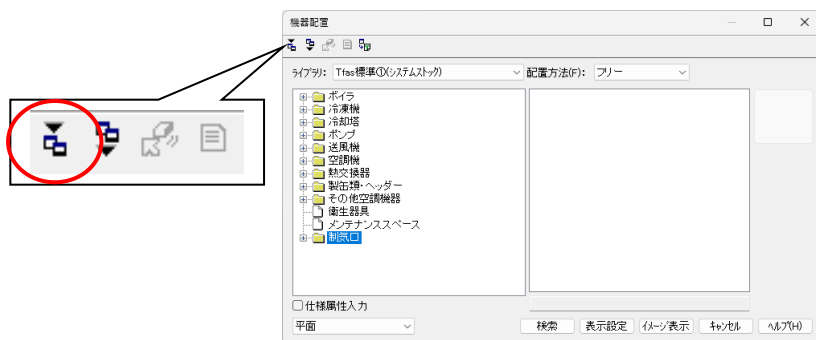 機器配置
ライブラリ: Tfas標準①(システムストック) 配置方法(F): フリー
ボイラ
冷凍機
冷却塔
ポンプ
送風機
空調機
熱交換器
製缶類・ヘッダー
その他空調機器
衛生器具
メンテナンススペース
制気口
仕様属性入力
平面 検索 表示設定 イメージ表示 キャンセル ヘルプ(H)